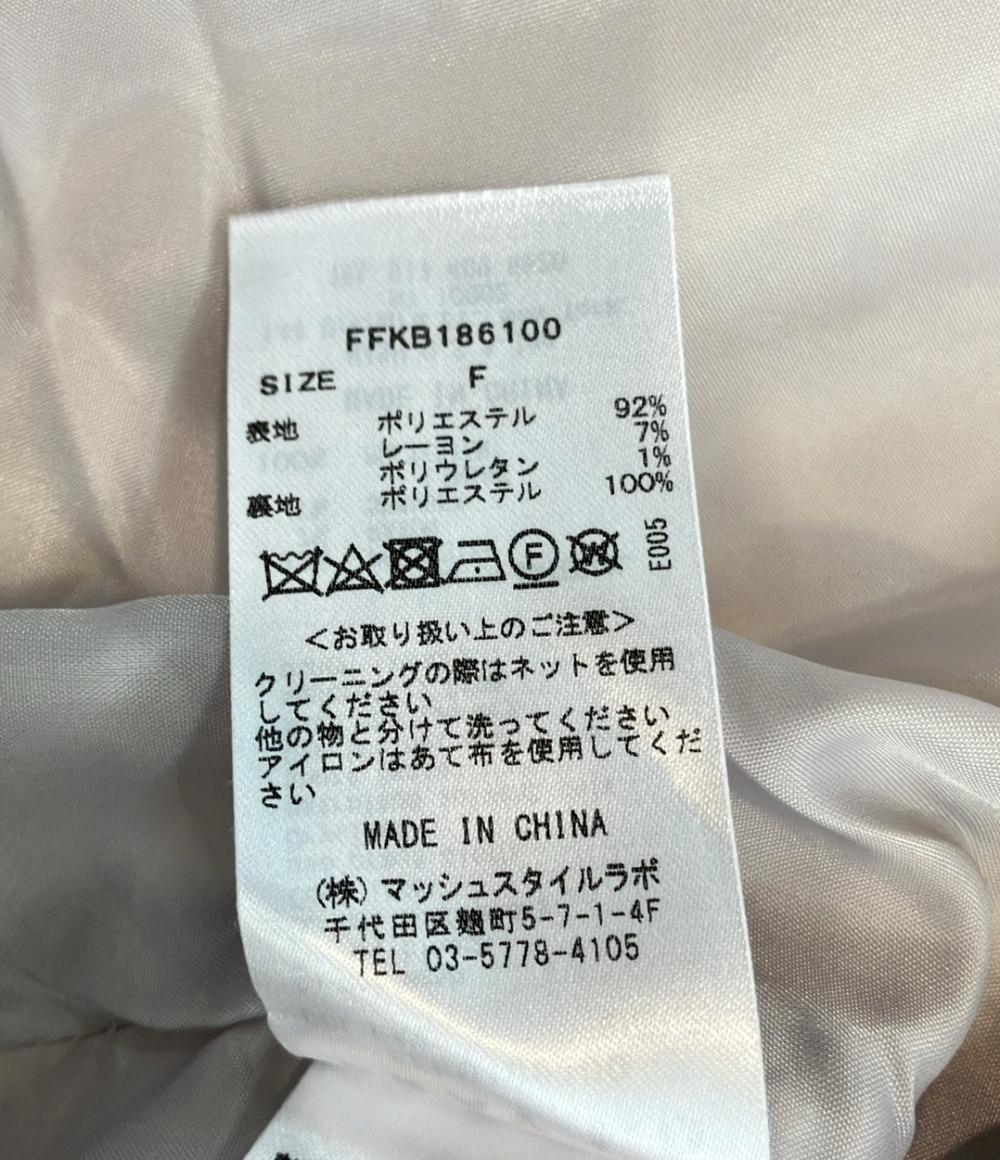 FFKB186100
SIZE F
表地 ポリエステル 92%
レーヨン 7%
ポリウレタン 1%
裏地 ポリエステル 100%
F W E005
<お取り扱い上のご注意>
クリーニングの際はネットを使用
してください
他の物と分けて洗ってください
アイロンはあて布を使用してくだ
さい
MADE IN CHINA
(株)マッシュスタイルラボ
千代田区麹町5-7-1-4F
TEL 03-5778-4105